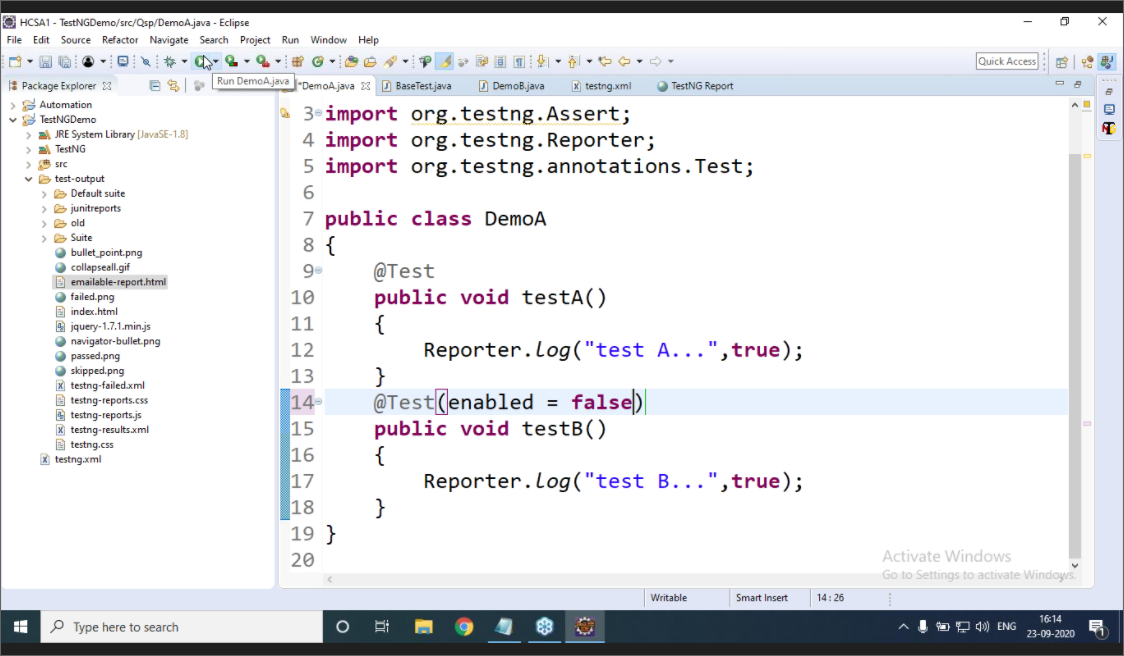 HCSA1 - TestNGDemo/src/Qsp/DemoA.java - Eclipse
File Edit Source Refactor Navigate Search Project Run Window Help
Quick Access
Run DemoA.java
Package Explorer
*DemoA.java BaseTest.java DemoB.java testng.xml TestNG Report
Automation
TestNGDemo
JRE System Library [JavaSE-1.8]
TestNG
src
test-output
Default suite
junitreports
old
Suite
bullet_point.png
collapseall.gif
emailable-report.html
failed.png
index.html
jquery-1.7.1.min.js
navigator-bullet.png
passed.png
skipped.png
testng-failed.xml
testng-reports.css
testng-reports.js
testng-results.xml
testng.css
testng.xml
3 import org.testng.Assert;
4 import org.testng.Reporter;
5 import org.testng.annotations.Test;
6
7 public class DemoA
8 {
9 @Test
10 public void testA()
11 {
12 Reporter.log("test A...",true);
13 }
14 @Test(enabled = false)
15 public void testB()
16 {
17 Reporter.log("test B...",true);
18 }
19 }
20
Activate Windows
Go to Settings to activate Windows.
Writable Smart Insert 14 : 26
Type here to search
ENG
16:14
23-09-2020
1